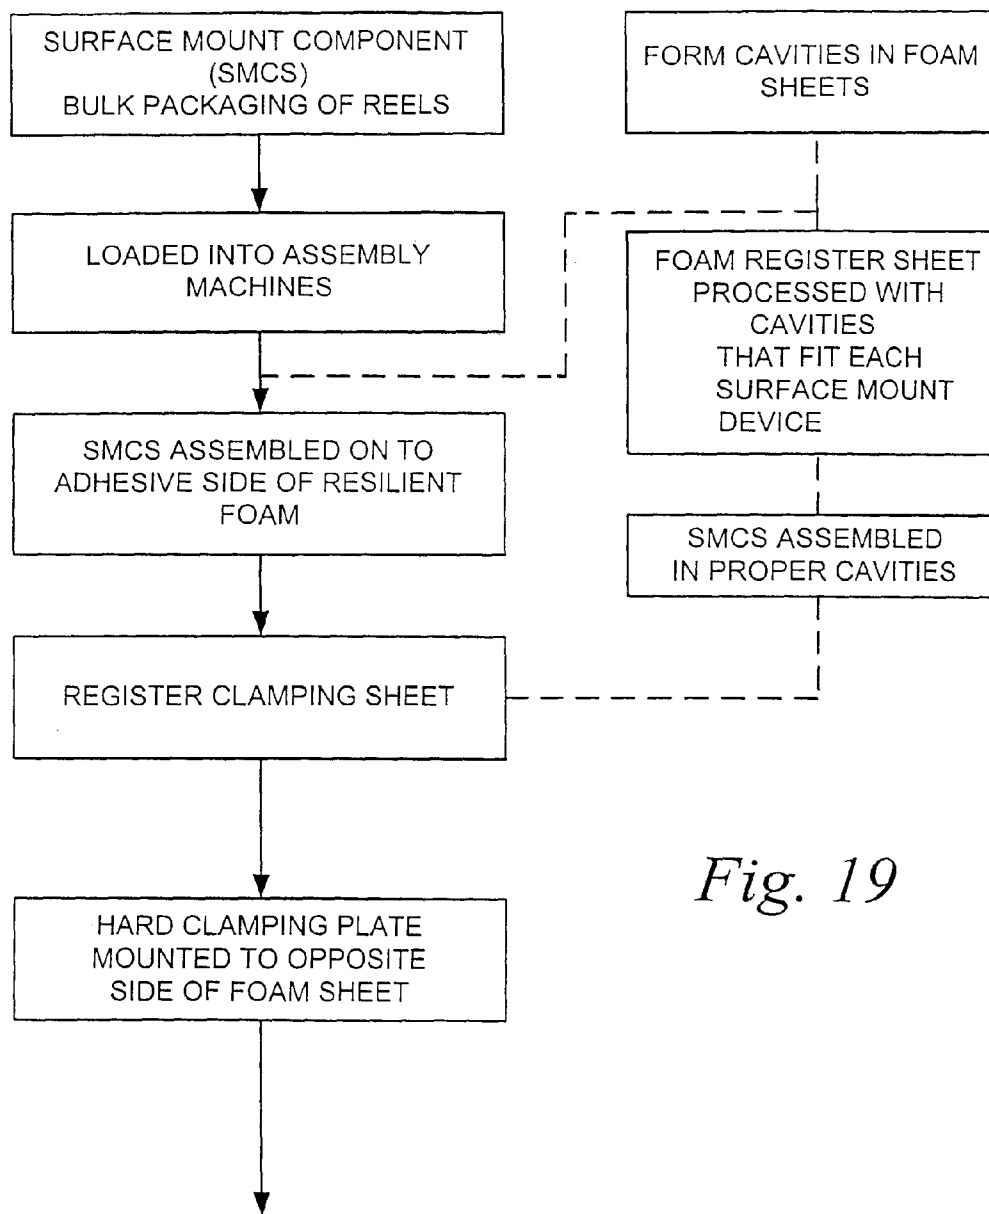 SURFACE MOUNT COMPONENT
(SMCS)
BULK PACKAGING OF REELS
LOADED INTO ASSEMBLY
MACHINES
SMCS ASSEMBLED ON TO
ADHESIVE SIDE OF RESILIENT
FOAM
REGISTER CLAMPING SHEET
HARD CLAMPING PLATE
MOUNTED TO OPPOSITE
SIDE OF FOAM SHEET
FORM CAVITIES IN FOAM
SHEETS
FOAM REGISTER SHEET
PROCESSED WITH
CAVITIES
THAT FIT EACH
SURFACE MOUNT
DEVICE
SMCS ASSEMBLED
IN PROPER CAVITIES
Fig. 19